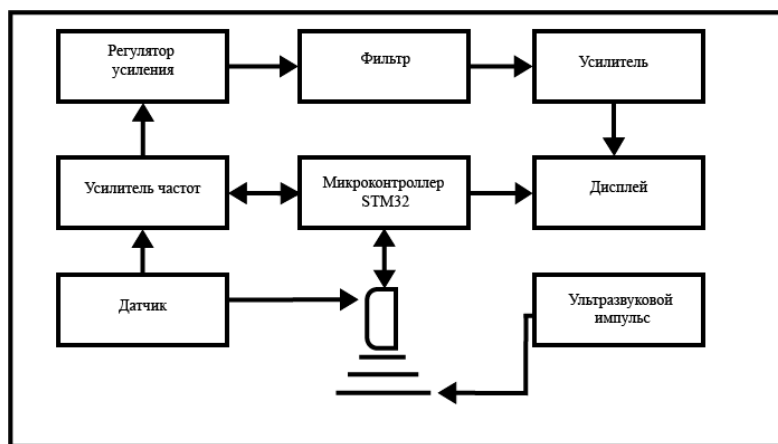 Регулятор
усиления
Фильтр
Усилитель
Усилитель частот
Микроконтроллер
STM32
Дисплей
Датчик
Ультразвуковой
импульс